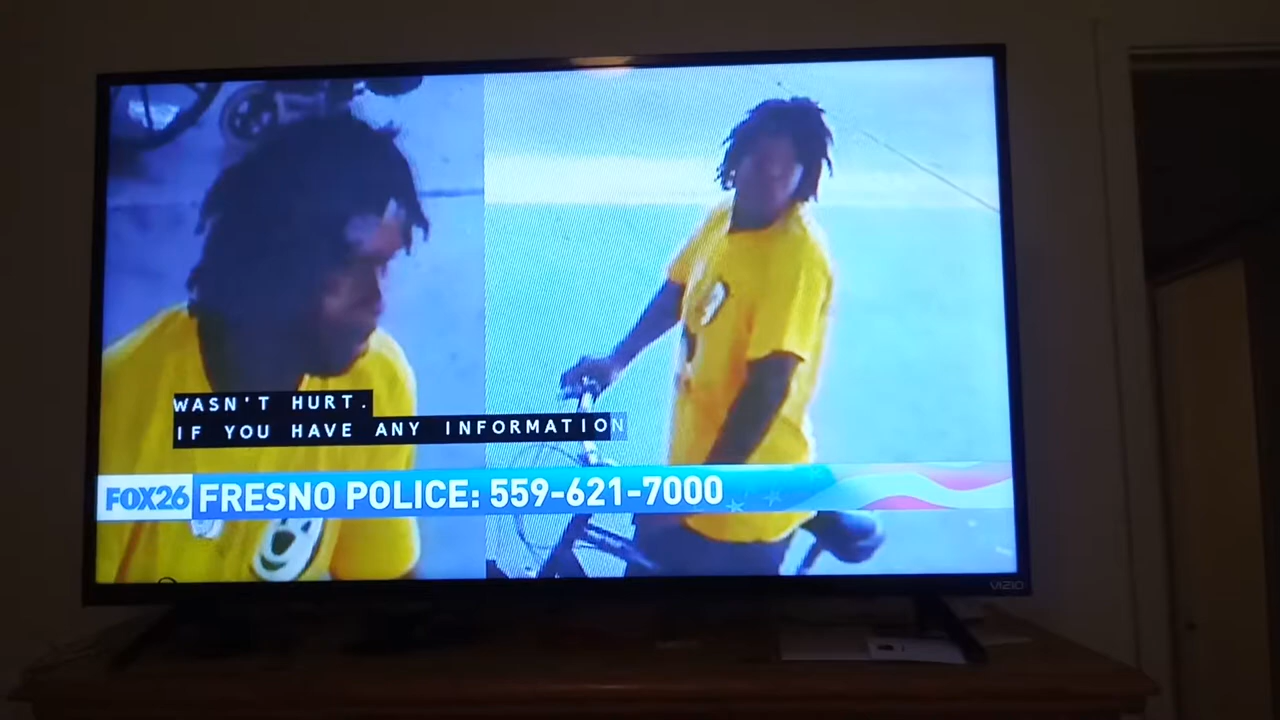 WASN'T HURT.
IF YOU HAVE ANY INFORMATION
FOX26 FRESNO POLICE: 559-621-7000
VIZIO